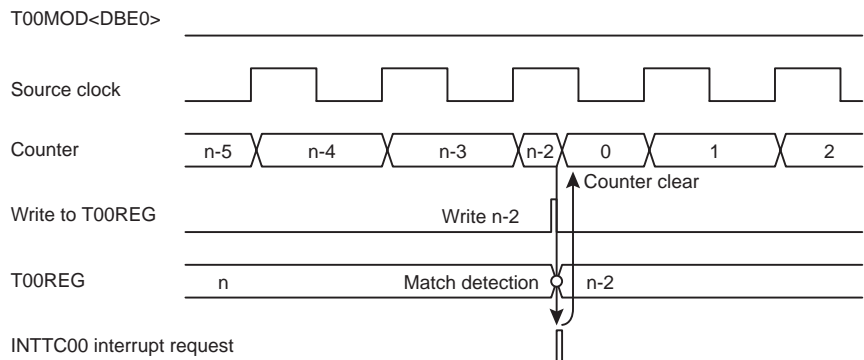 T00MOD<DBE0>
Source clock
Counter n-5 n-4 n-3 n-2 0 1 2
Counter clear
Write to T00REG Write n-2
T00REG n Match detection n-2
INTTC00 interrupt request